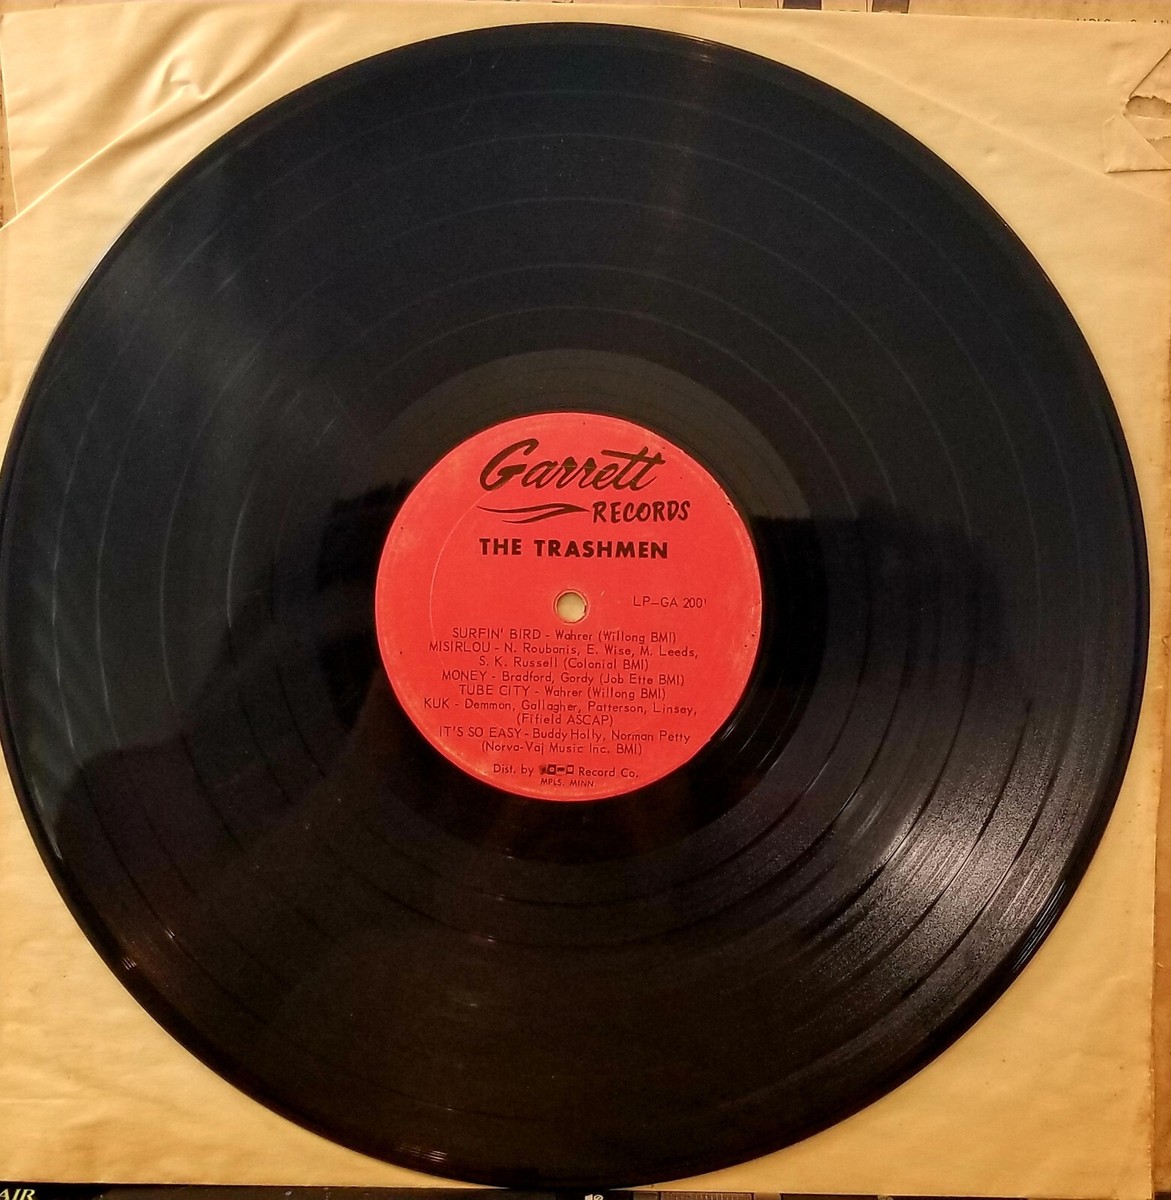 Garrett
RECORDS
THE TRASHMEN
LP-GA 2001
SURFIN' BIRD - Wahrer (Willong BMI)
MISIRLOU - N. Roubanis, E. Wise, M. Leeds,
S. K. Russell (Colonial BMI)
MONEY - Bradford, Gordy (Job Ette BMI)
TUBE CITY - Wahrer (Willong BMI)
KUK - Demmon, Gallagher, Patterson, Linsey,
(Fifield ASCAP)
IT'S SO EASY - Buddy Holly, Norman Petty
(Norva-Vaj Music Inc. BMI)
Dist. by Record Co.
MPLS. MINN.
AIR